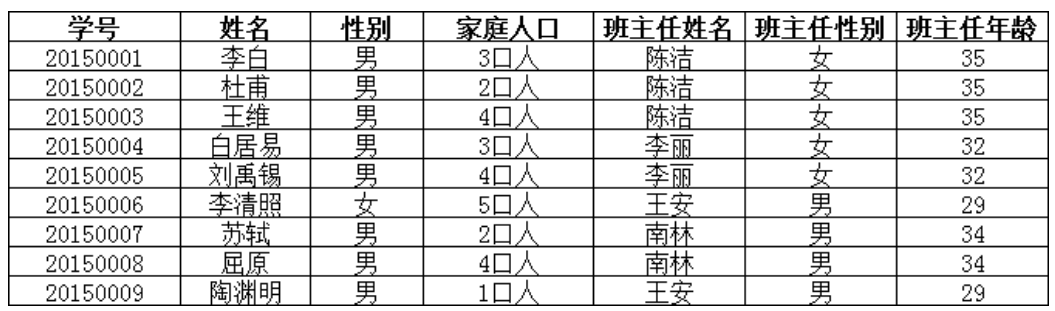 学号 姓名 性别 家庭人口 班主任姓名 班主任性别 班主任年龄
20150001 李白 男 3口人 陈洁 女 35
20150002 杜甫 男 2口人 陈洁 女 35
20150003 王维 男 4口人 陈洁 女 35
20150004 白居易 男 3口人 李丽 女 32
20150005 刘禹锡 男 4口人 李丽 女 32
20150006 李清照 女 5口人 王安 男 29
20150007 苏轼 男 2口人 南林 男 34
20150008 屈原 男 4口人 南林 男 34
20150009 陶渊明 男 1口人 王安 男 29